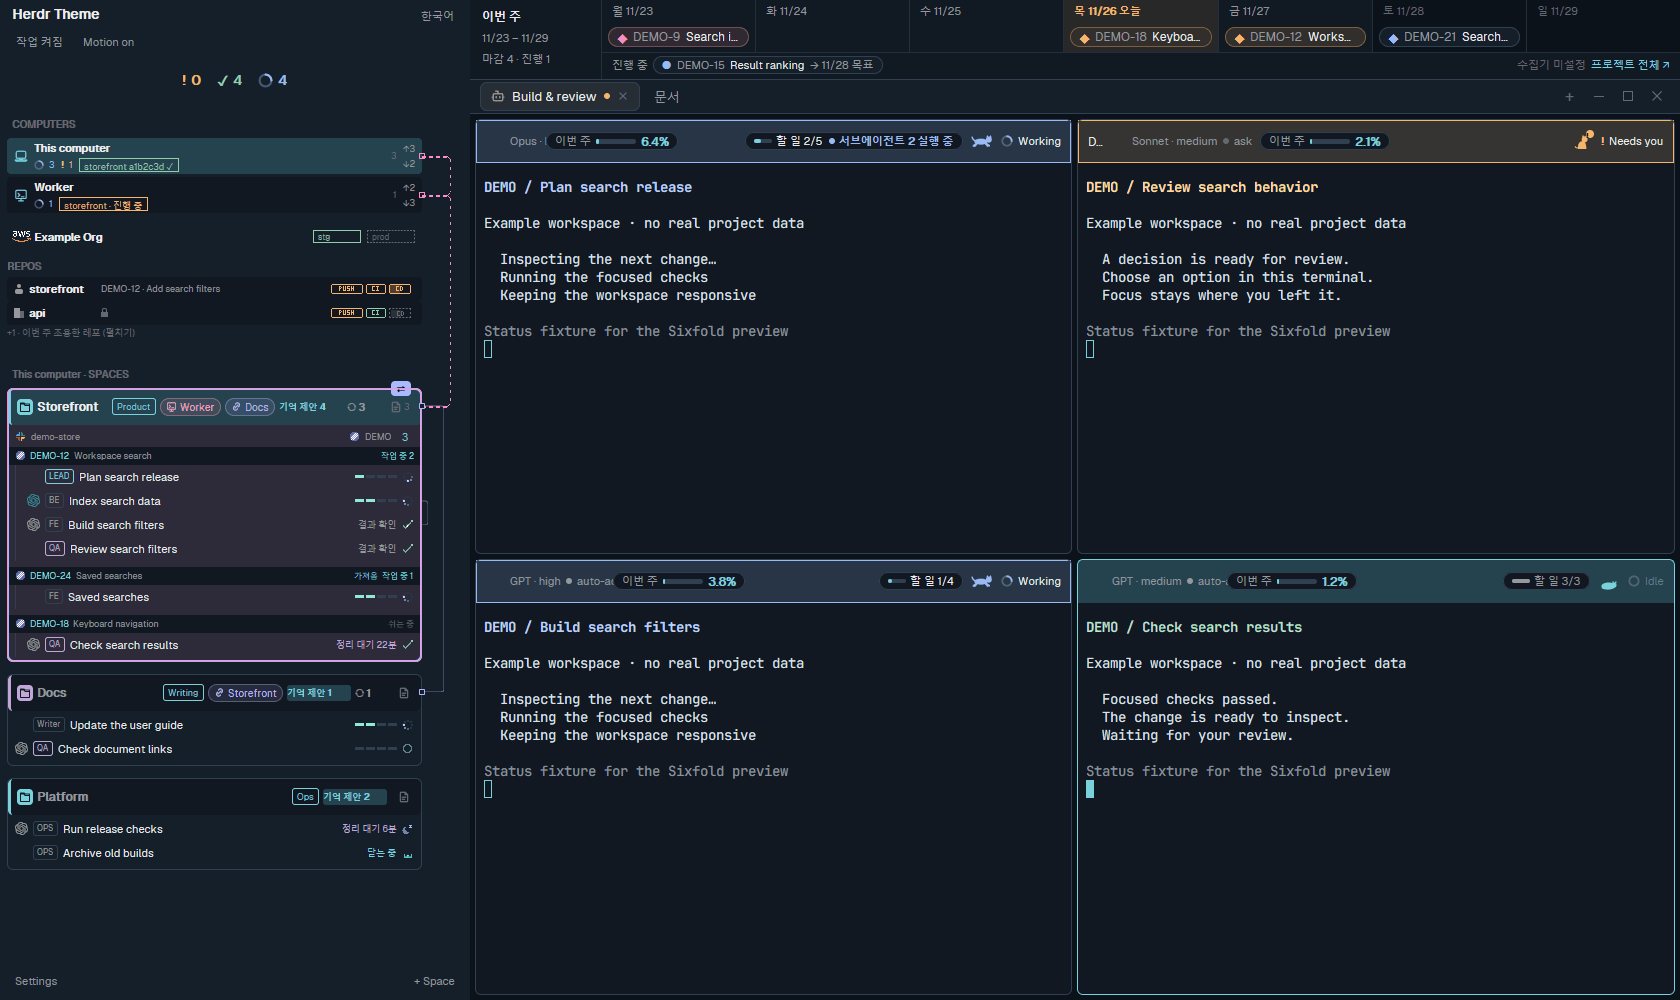 Herdr Theme
한국어
작업 켜짐 Motion on
! 0 ✓ 4 4
COMPUTERS
This computer
3 ! 1 storefront a1b2c3d ✓
3 ↑3 ↓2
Worker
1 storefront · 진행 중
1 ↑2 ↓3
aws Example Org stg prod
REPOS
storefront DEMO-12 · Add search filters PUSH CI CD
api PUSH CI CD
+1 · 이번 주 조용한 레포 (펼치기)
This computer · SPACES
Storefront Product Worker Docs 기억 제안 4 3 3
demo-store DEMO 3
DEMO-12 Workspace search 작업 중 2
LEAD Plan search release
BE Index search data
FE Build search filters 결과 확인 ✓
QA Review search filters 결과 확인 ✓
DEMO-24 Saved searches 가져옴 작업 중 1
FE Saved searches
DEMO-18 Keyboard navigation 쉬는 중
QA Check search results 정리 대기 22분 ✓
Docs Writing Storefront 기억 제안 1 1
Writer Update the user guide
QA Check document links
Platform Ops 기억 제안 2
OPS Run release checks 정리 대기 6분
OPS Archive old builds 닫는 중
Settings + Space
이번 주
11/23 – 11/29
마감 4 · 진행 1
월 11/23 화 11/24 수 11/25 목 11/26 오늘 금 11/27 토 11/28 일 11/29
DEMO-9 Search i... DEMO-18 Keyboa... DEMO-12 Works... DEMO-21 Search...
진행 중 DEMO-15 Result ranking → 11/28 목표
수집기 미설정 프로젝트 전체 ↗
Build & review × 문서
Opus · 이번 주 6.4% 할 일 2/5 서브에이전트 2 실행 중 Working
DEMO / Plan search release
Example workspace · no real project data
Inspecting the next change…
Running the focused checks
Keeping the workspace responsive
Status fixture for the Sixfold preview
D... Sonnet · medium ask 이번 주 2.1% ! Needs you
DEMO / Review search behavior
Example workspace · no real project data
A decision is ready for review.
Choose an option in this terminal.
Focus stays where you left it.
Status fixture for the Sixfold preview
GPT · high auto-ac 이번 주 3.8% 할 일 1/4 Working
DEMO / Build search filters
Example workspace · no real project data
Inspecting the next change…
Running the focused checks
Keeping the workspace responsive
Status fixture for the Sixfold preview
GPT · medium auto- 이번 주 1.2% 할 일 3/3 Idle
DEMO / Check search results
Example workspace · no real project data
Focused checks passed.
The change is ready to inspect.
Waiting for your review.
Status fixture for the Sixfold preview